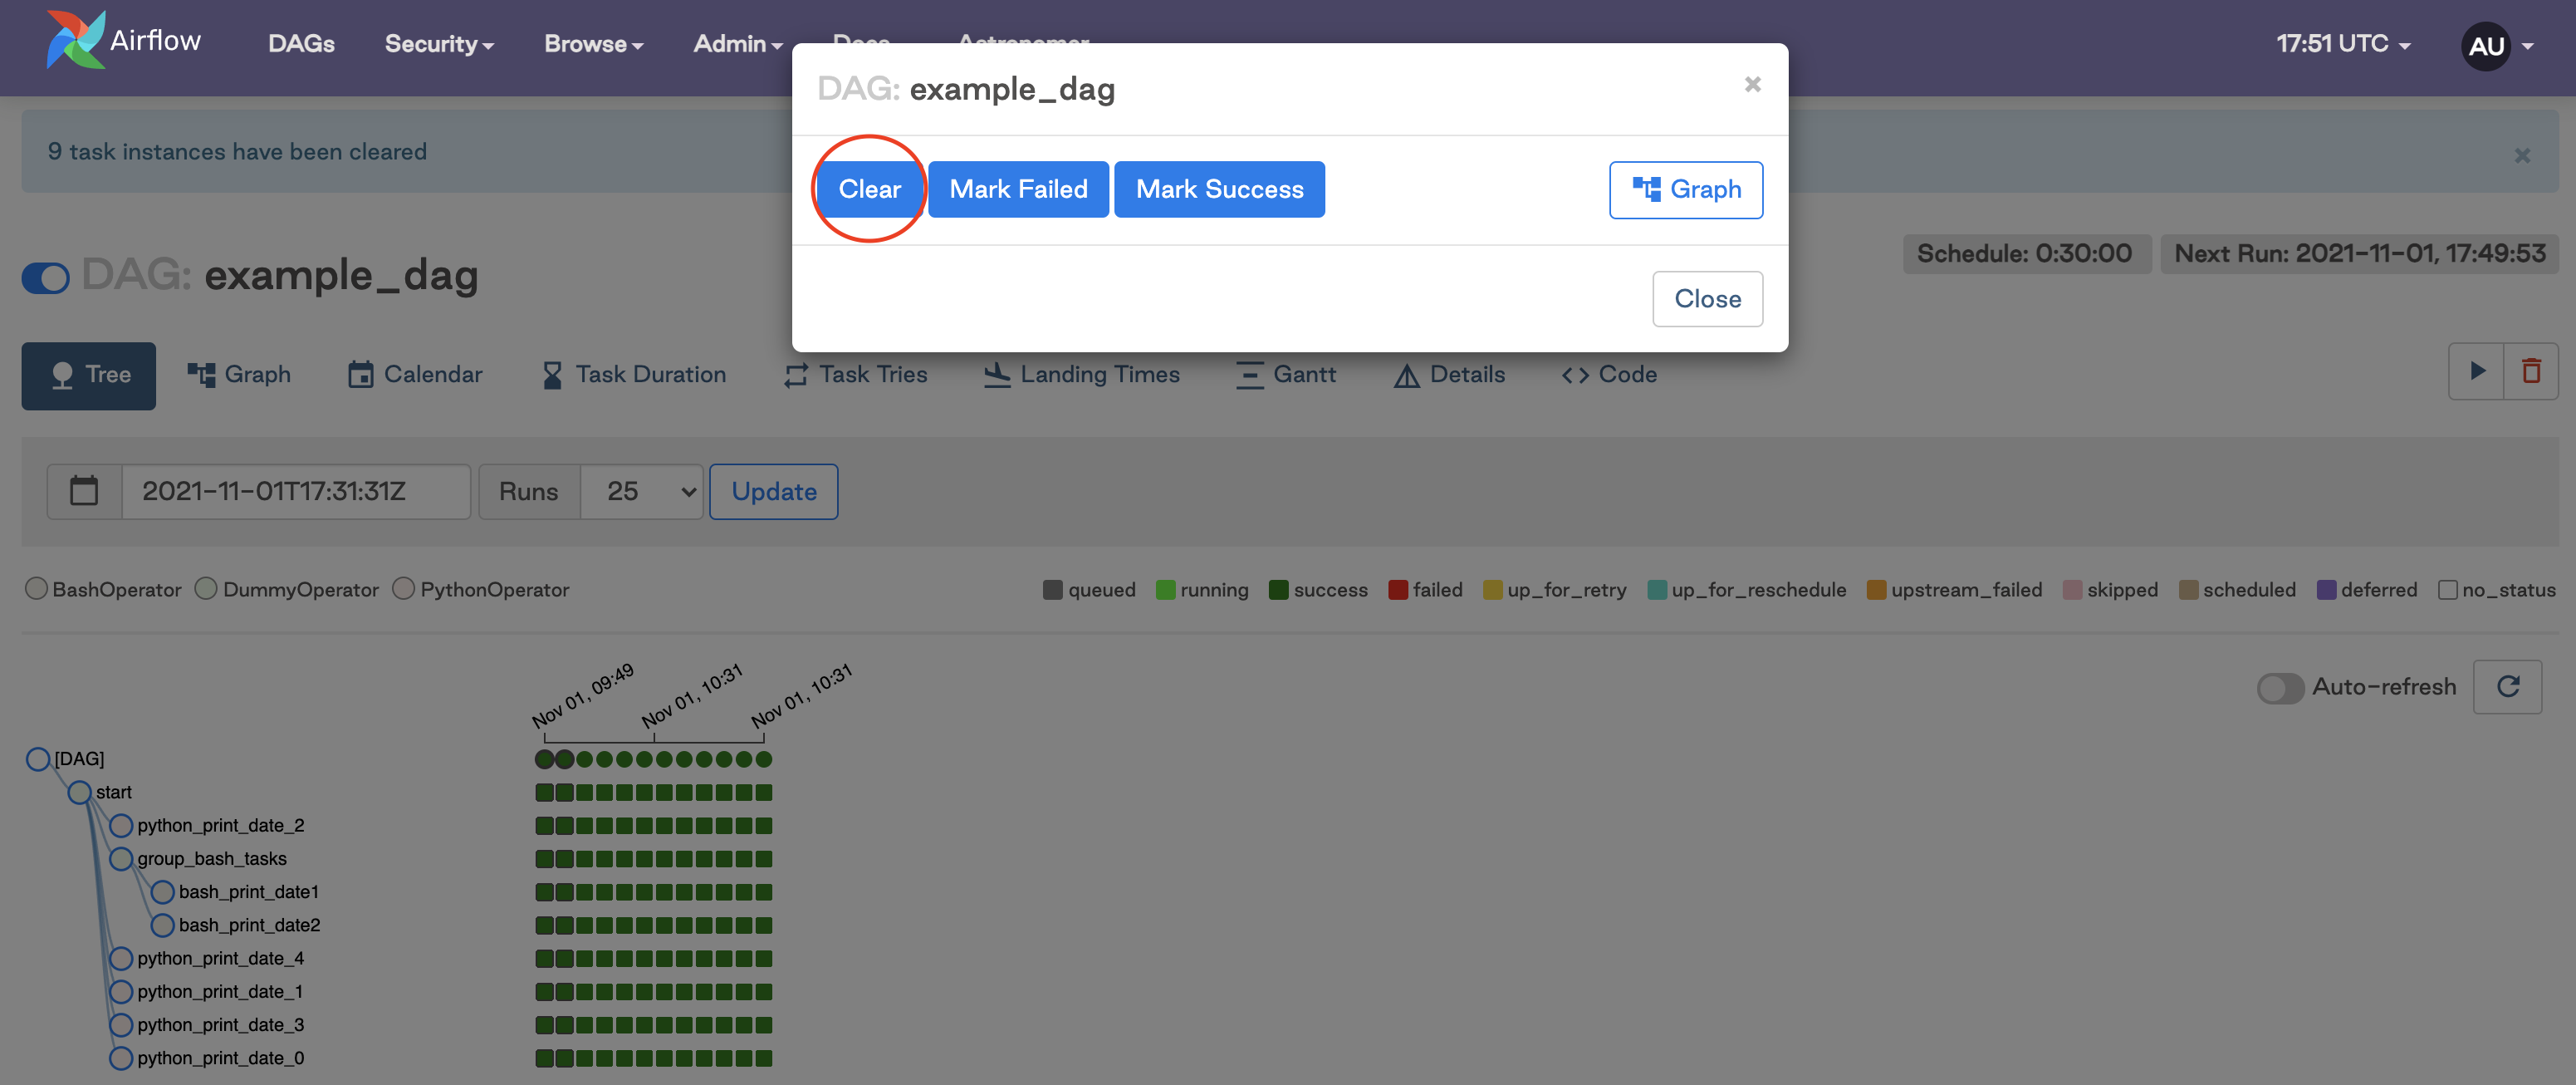 Airflow DAGs Security Browse Admin Docs Astronomer 17:51 UTC AU
DAG: example_dag ×
9 task instances have been cleared ×
Clear Mark Failed Mark Success Graph
Close
DAG: example_dag Schedule: 0:30:00 Next Run: 2021-11-01, 17:49:53
Tree Graph Calendar Task Duration Task Tries Landing Times Gantt Details <> Code
2021-11-01T17:31:31Z Runs 25 Update
BashOperator DummyOperator PythonOperator queued running success failed up_for_retry up_for_reschedule upstream_failed skipped scheduled deferred no_status
Nov 01, 09:49 Nov 01, 10:31 Nov 01, 10:31
Auto-refresh
[DAG]
start
python_print_date_2
group_bash_tasks
bash_print_date1
bash_print_date2
python_print_date_4
python_print_date_1
python_print_date_3
python_print_date_0